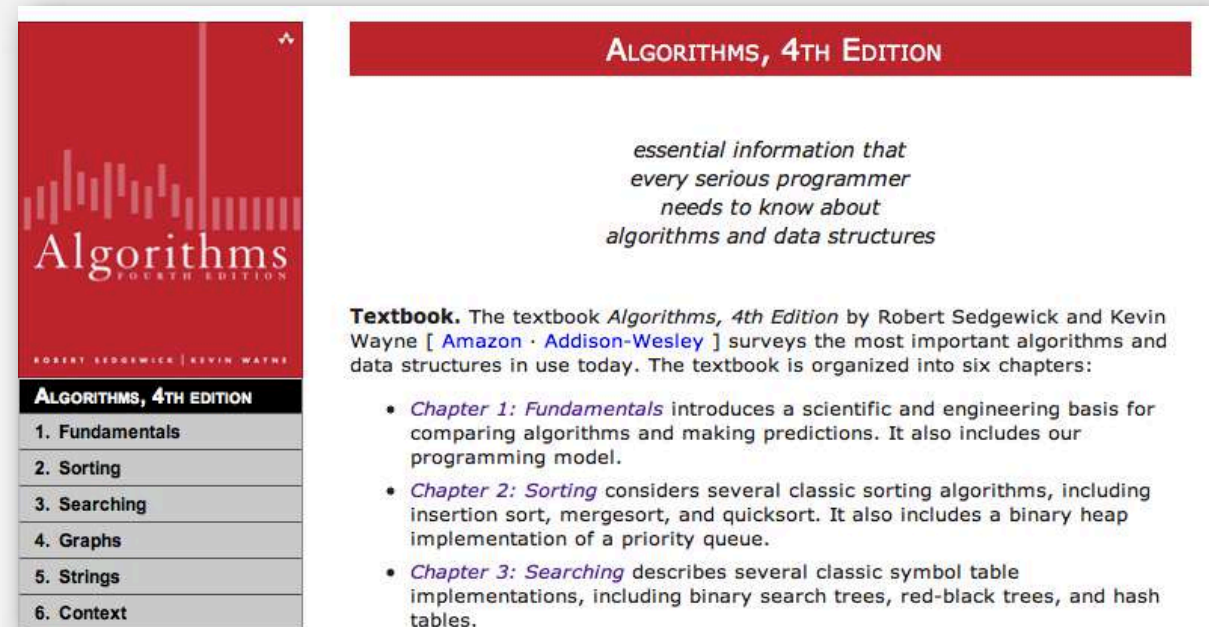 Algorithms
FOURTH EDITION
ROBERT SEDGEWICK | KEVIN WAYNE
ALGORITHMS, 4TH EDITION
1. Fundamentals
2. Sorting
3. Searching
4. Graphs
5. Strings
6. Context
ALGORITHMS, 4TH EDITION
essential information that
every serious programmer
needs to know about
algorithms and data structures
Textbook. The textbook Algorithms, 4th Edition by Robert Sedgewick and Kevin
Wayne [ Amazon · Addison-Wesley ] surveys the most important algorithms and
data structures in use today. The textbook is organized into six chapters:
• Chapter 1: Fundamentals introduces a scientific and engineering basis for
comparing algorithms and making predictions. It also includes our
programming model.
• Chapter 2: Sorting considers several classic sorting algorithms, including
insertion sort, mergesort, and quicksort. It also includes a binary heap
implementation of a priority queue.
• Chapter 3: Searching describes several classic symbol table
implementations, including binary search trees, red-black trees, and hash
tables.